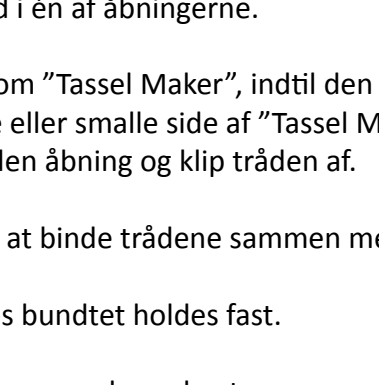 i én af åbningerne.
om ”Tassel Maker”, indtil den
eller smalle side af ”Tassel M
den åbning og klip tråden af.
at binde trådene sammen me
s bundtet holdes fast.